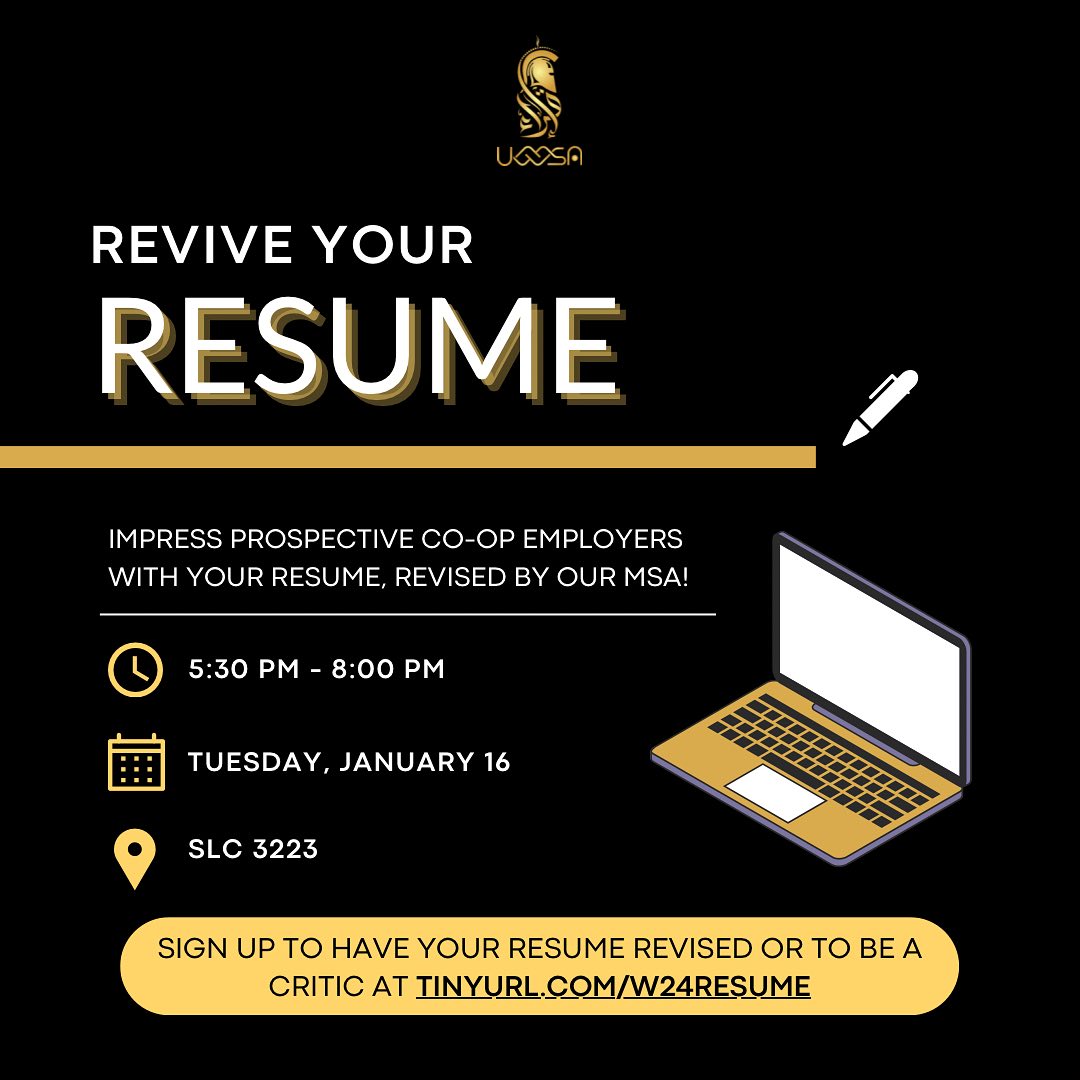 UWMSA
REVIVE YOUR
RESUME
IMPRESS PROSPECTIVE CO-OP EMPLOYERS
WITH YOUR RESUME, REVISED BY OUR MSA!
5:30 PM - 8:00 PM
TUESDAY, JANUARY 16
SLC 3223
SIGN UP TO HAVE YOUR RESUME REVISED OR TO BE A
CRITIC AT TINYURL.COM/W24RESUME